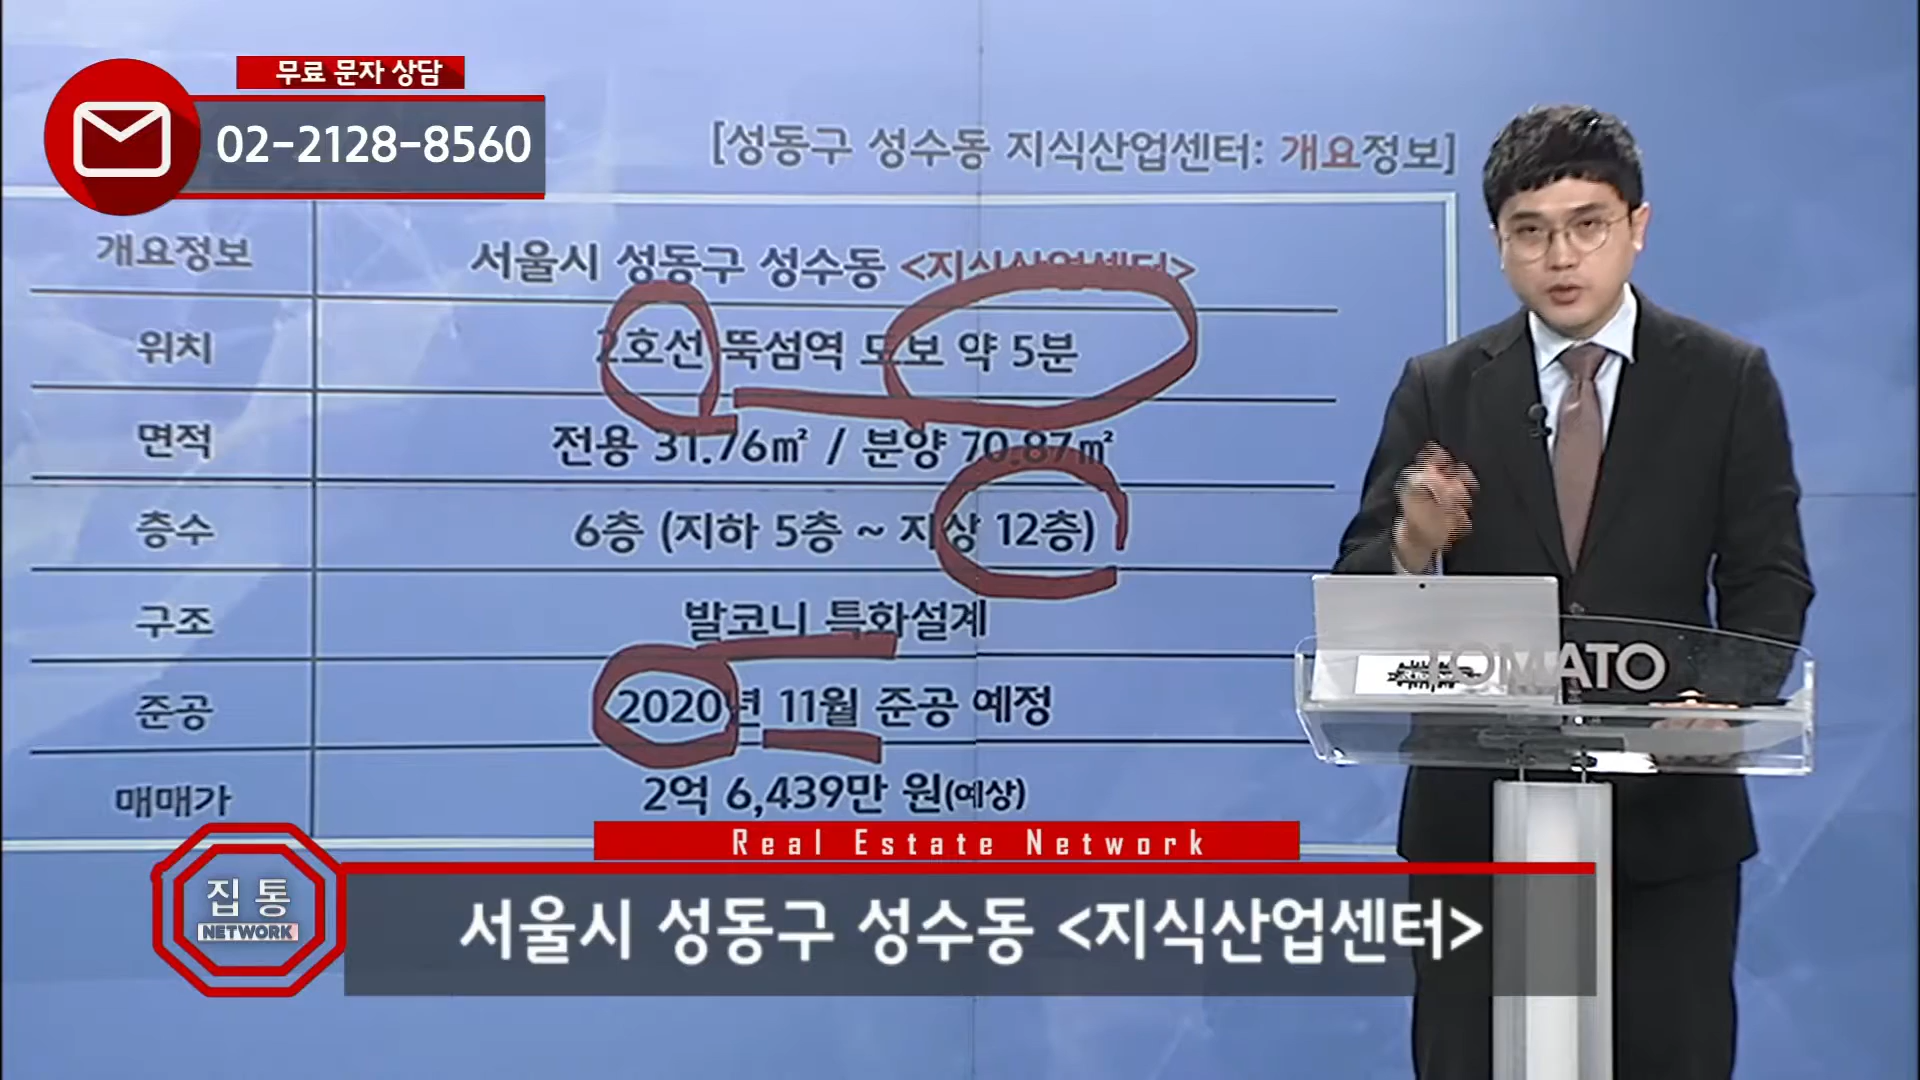 무료 문자 상담
02-2128-8560
[성동구 성수동 지식산업센터: 개요정보]
개요정보 서울시 성동구 성수동 <지식산업센터>
위치 2호선 뚝섬역 도보 약 5분
면적 전용 31.76㎡ / 분양 70.87㎡
층수 6층 (지하 5층 ~ 지상 12층)
구조 발코니 특화설계
준공 2020년 11월 준공 예정
매매가 2억 6,439만 원(예상)
TOMATO
Real Estate Network
집통
NETWORK
서울시 성동구 성수동 <지식산업센터>